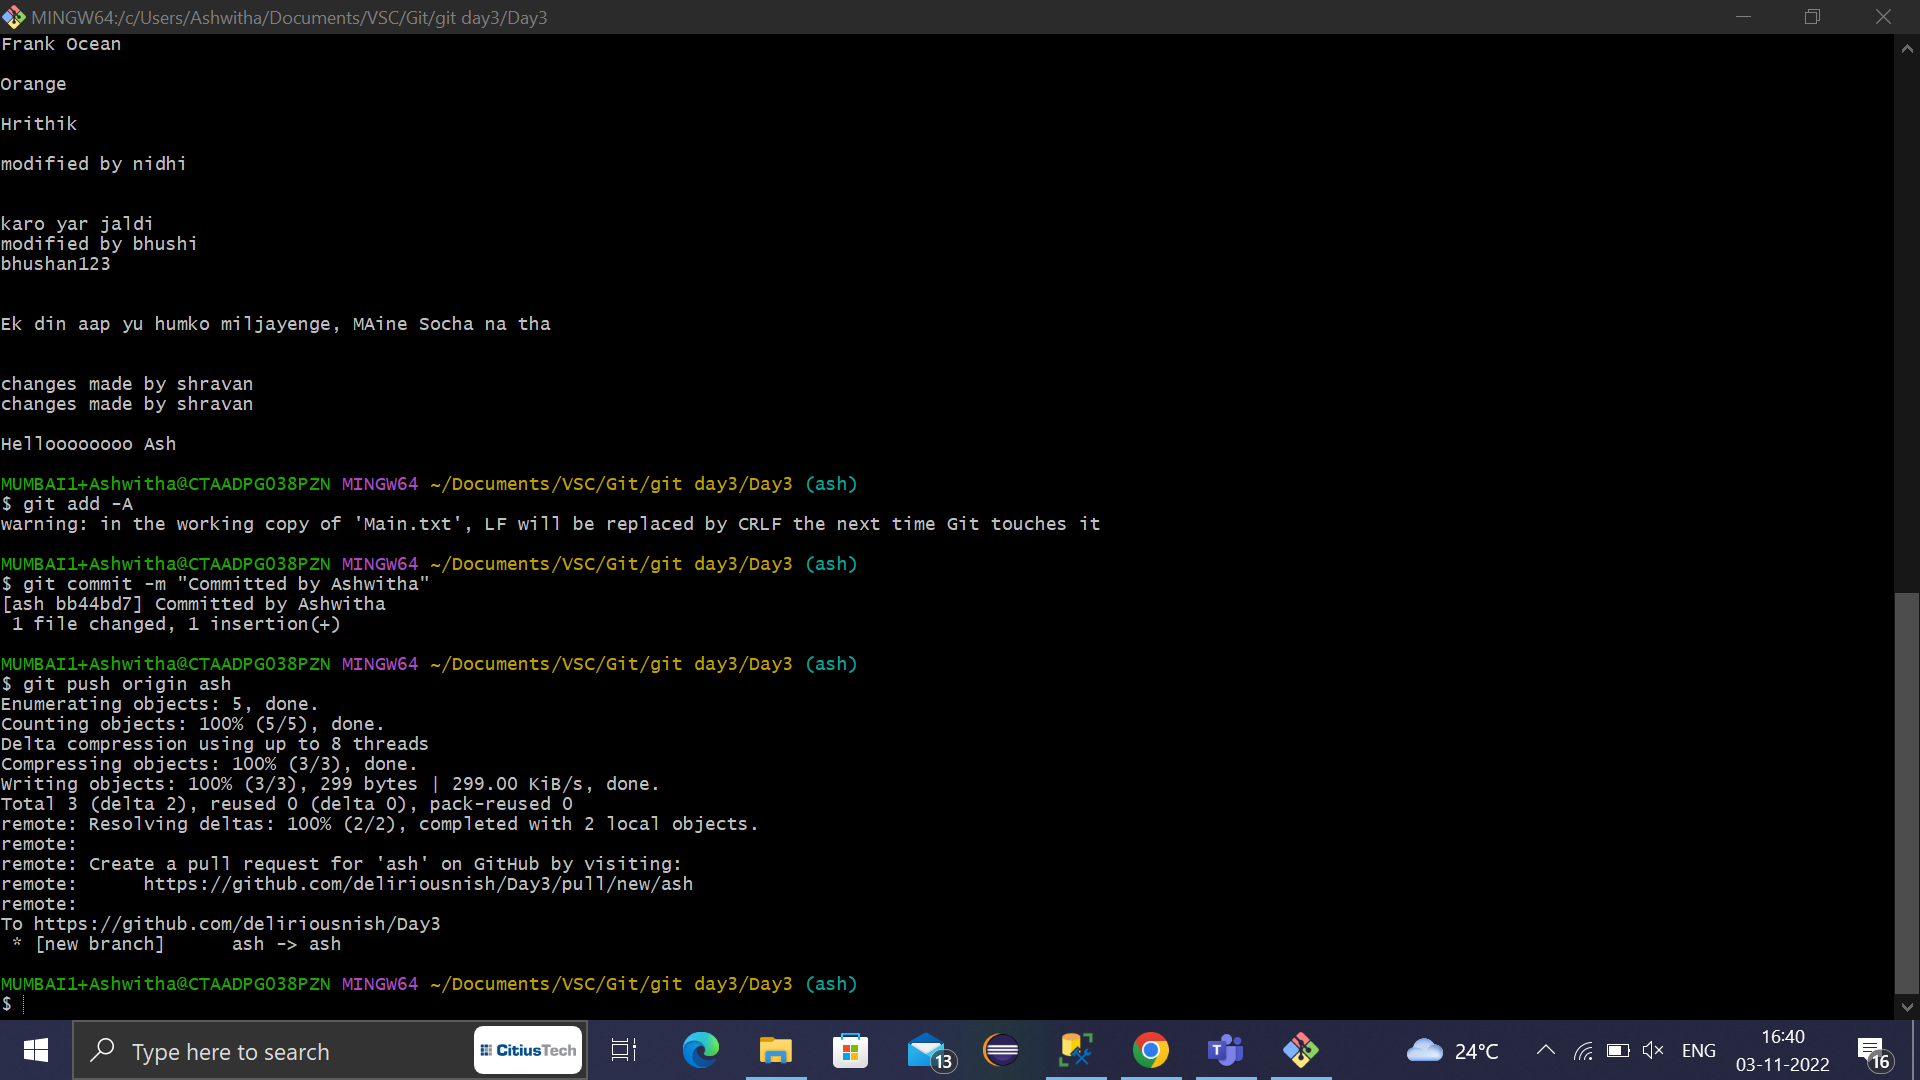 MINGW64:/c/Users/Ashwitha/Documents/VSC/Git/git day3/Day3
Frank Ocean
Orange
Hrithik
modified by nidhi
karo yar jaldi
modified by bhushi
bhushan123
Ek din aap yu humko miljayenge, MAine Socha na tha
changes made by shravan
changes made by shravan
Helloooooooo Ash
MUMBAI1+Ashwitha@CTAADPG038PZN MINGW64 ~/Documents/VSC/Git/git day3/Day3 (ash)
$ git add -A
warning: in the working copy of 'Main.txt', LF will be replaced by CRLF the next time Git touches it
MUMBAI1+Ashwitha@CTAADPG038PZN MINGW64 ~/Documents/VSC/Git/git day3/Day3 (ash)
$ git commit -m "Committed by Ashwitha"
[ash bb44bd7] Committed by Ashwitha
 1 file changed, 1 insertion(+)
MUMBAI1+Ashwitha@CTAADPG038PZN MINGW64 ~/Documents/VSC/Git/git day3/Day3 (ash)
$ git push origin ash
Enumerating objects: 5, done.
Counting objects: 100% (5/5), done.
Delta compression using up to 8 threads
Compressing objects: 100% (3/3), done.
Writing objects: 100% (3/3), 299 bytes | 299.00 KiB/s, done.
Total 3 (delta 2), reused 0 (delta 0), pack-reused 0
remote: Resolving deltas: 100% (2/2), completed with 2 local objects.
remote:
remote: Create a pull request for 'ash' on GitHub by visiting:
remote:      https://github.com/deliriousnish/Day3/pull/new/ash
remote:
To https://github.com/deliriousnish/Day3
 * [new branch]      ash -> ash
MUMBAI1+Ashwitha@CTAADPG038PZN MINGW64 ~/Documents/VSC/Git/git day3/Day3 (ash)
$
Type here to search
CitiusTech
13
24°C
ENG
16:40
03-11-2022
16